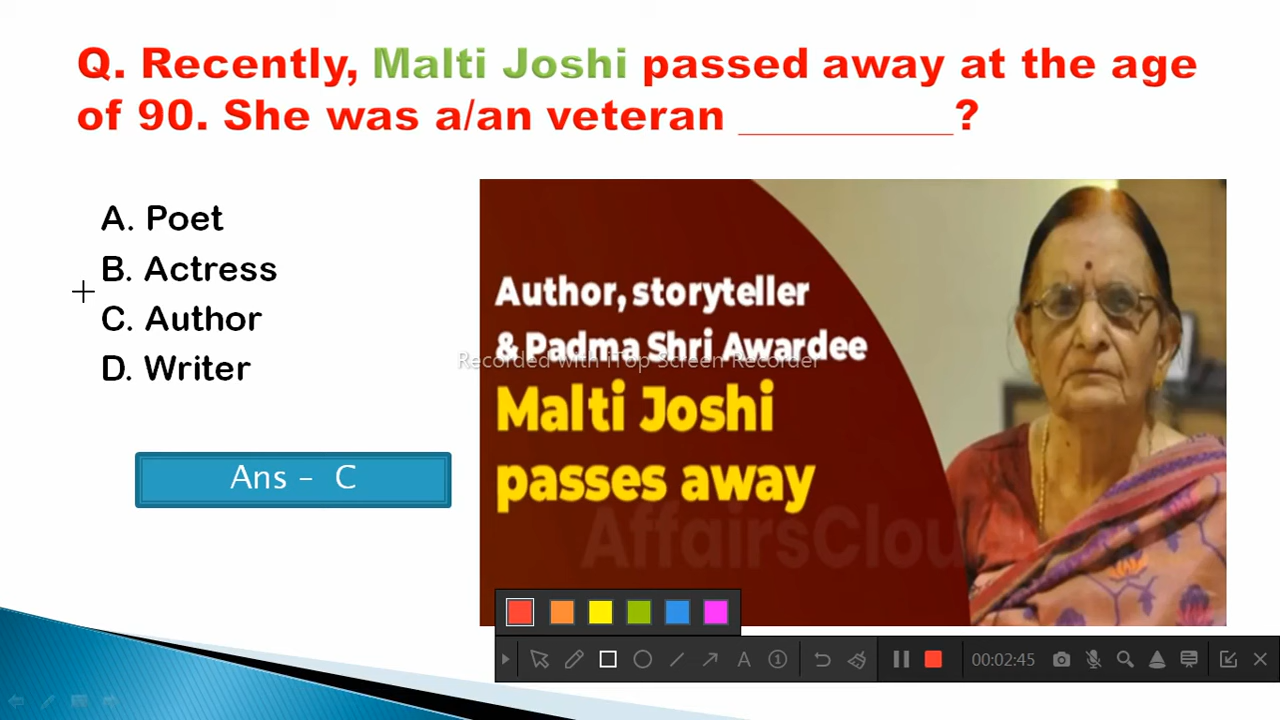 Q. Recently, Malti Joshi passed away at the age
of 90. She was a/an veteran __________?
A. Poet
B. Actress
C. Author
D. Writer
Ans – C
Author, storyteller
& Padma Shri Awardee
Recorded with iTop Screen Recorder
Malti Joshi
passes away
AffairsClou
00:02:45